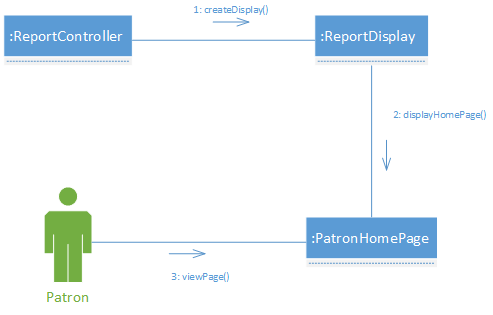 1: createDisplay()
:ReportController
:ReportDisplay
2: displayHomePage()
:PatronHomePage
3: viewPage()
Patron